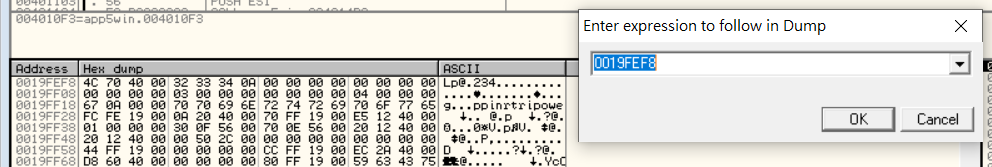 00401103 . 56 PUSH ESI
004010F3=app5win.004010F3
Enter expression to follow in Dump
0019FEF8
OK
Cancel
Address Hex dump ASCII
0019FEF8 4C 70 40 00 32 33 34 0A 00 00 00 00 00 00 00 00 Lp@.234.........
0019FF08 00 00 00 00 03 00 00 00 00 00 00 00 04 00 00 00 ....♥.......♦...
0019FF18 67 0A 00 00 70 70 69 6E 72 74 72 69 70 6F 77 65 g...ppinrtripowe
0019FF28 FC FE 19 00 0A 20 40 00 70 FF 19 00 E5 12 40 00
0019FF38 01 00 00 00 30 0F 56 00 70 0E 56 00 20 12 40 00
0019FF48 20 12 40 00 50 2C 00 00 00 00 00 00 00 00 00 00
0019FF58 44 FF 19 00 00 00 00 00 CC FF 19 00 EC 2A 40 00
0019FF68 D8 60 40 00 00 00 00 00 80 FF 19 00 59 63 43 75